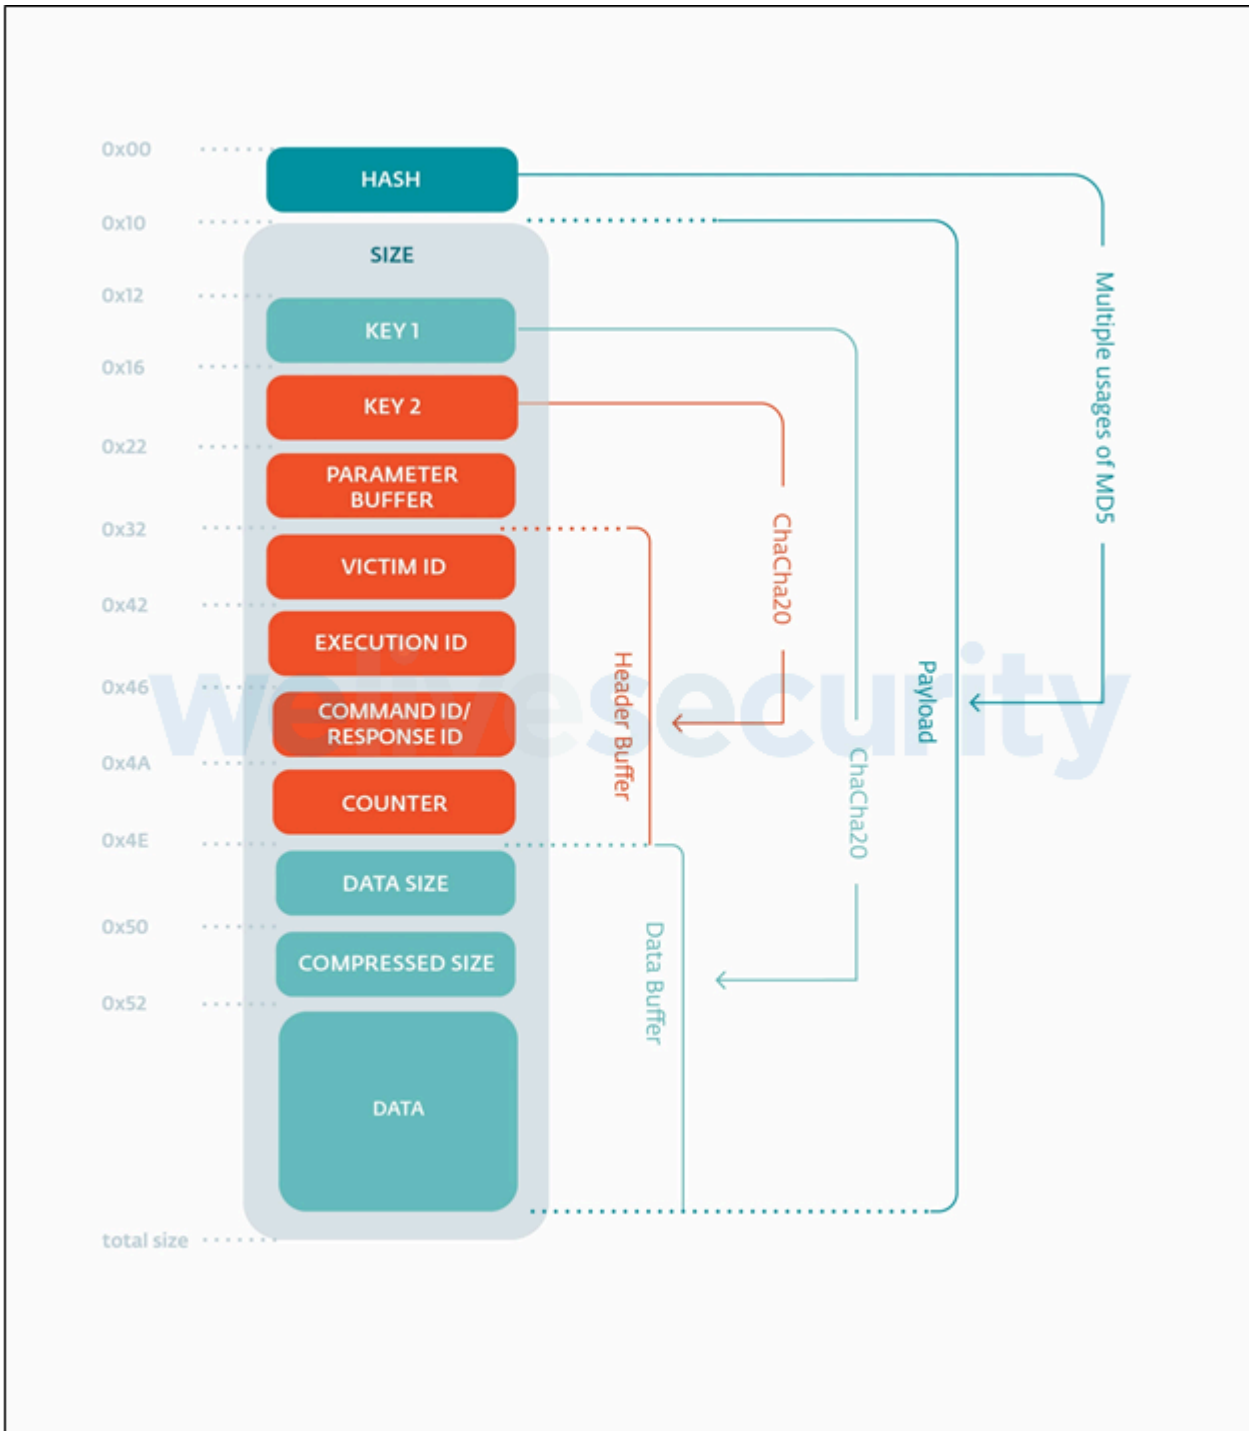 0x00
HASH
0x10
SIZE
0x12
KEY 1
0x16
KEY 2
0x22
PARAMETER
BUFFER
0x32
VICTIM ID
0x42
EXECUTION ID
0x46
COMMAND ID/
RESPONSE ID
0x4A
COUNTER
0x4E
DATA SIZE
0x50
COMPRESSED SIZE
0x52
DATA
total size
Header Buffer
Data Buffer
ChaCha20
ChaCha20
Payload
Multiple usages of MD5
welivesecurity